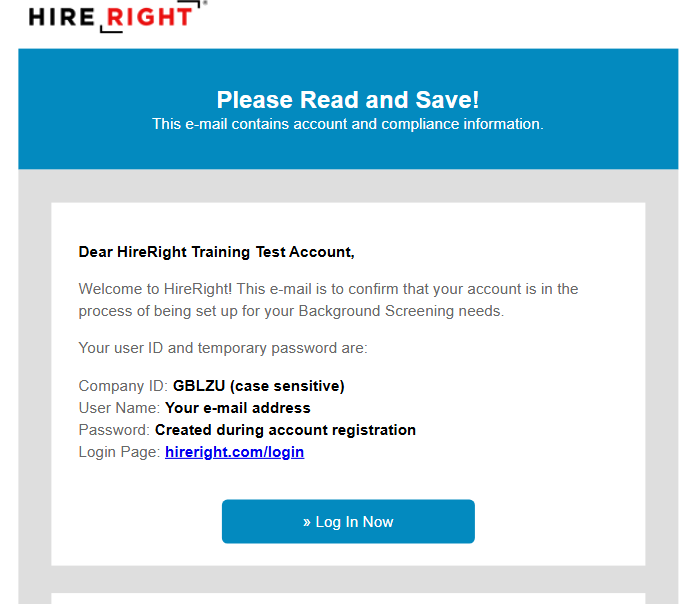 HIRE RIGHT®
Please Read and Save!
This e-mail contains account and compliance information.
Dear HireRight Training Test Account,
Welcome to HireRight! This e-mail is to confirm that your account is in the
process of being set up for your Background Screening needs.
Your user ID and temporary password are:
Company ID: GBLZU (case sensitive)
User Name: Your e-mail address
Password: Created during account registration
Login Page: hireright.com/login
» Log In Now